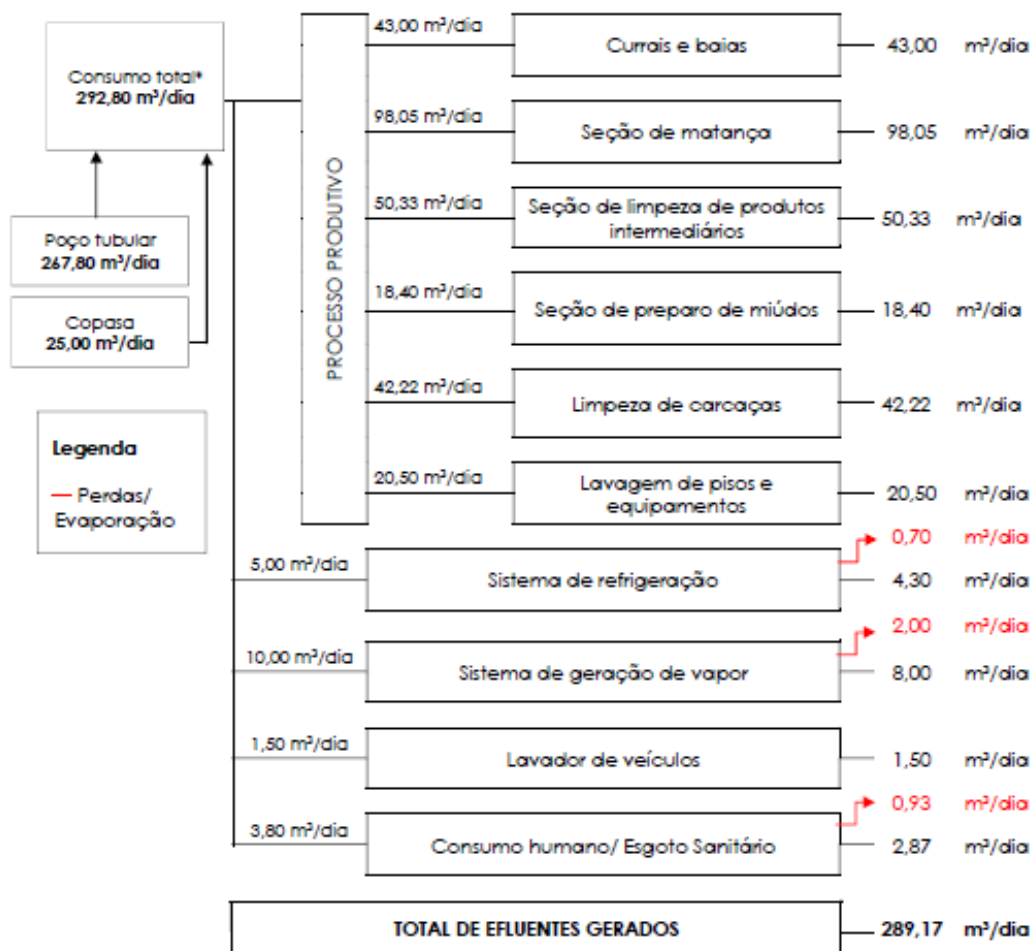 Consumo total*
292,80 m³/dia
Poço tubular
267,80 m³/dia
Copasa
25,00 m³/dia
Legenda
Perdas/
Evaporação
PROCESSO PRODUTIVO
43,00 m³/dia
Currais e baias
43,00 m³/dia
98,05 m³/dia
Seção de matança
98,05 m³/dia
50,33 m³/dia
Seção de limpeza de produtos
intermediários
50,33 m³/dia
18,40 m³/dia
Seção de preparo de miúdos
18,40 m³/dia
42,22 m³/dia
Limpeza de carcaças
42,22 m³/dia
20,50 m³/dia
Lavagem de pisos e
equipamentos
20,50 m³/dia
5,00 m³/dia
Sistema de refrigeração
0,70 m³/dia
4,30 m³/dia
10,00 m³/dia
Sistema de geração de vapor
2,00 m³/dia
8,00 m³/dia
1,50 m³/dia
Lavador de veículos
1,50 m³/dia
3,80 m³/dia
Consumo humano/ Esgoto Sanitário
0,93 m³/dia
2,87 m³/dia
TOTAL DE EFLUENTES GERADOS
289,17 m³/dia